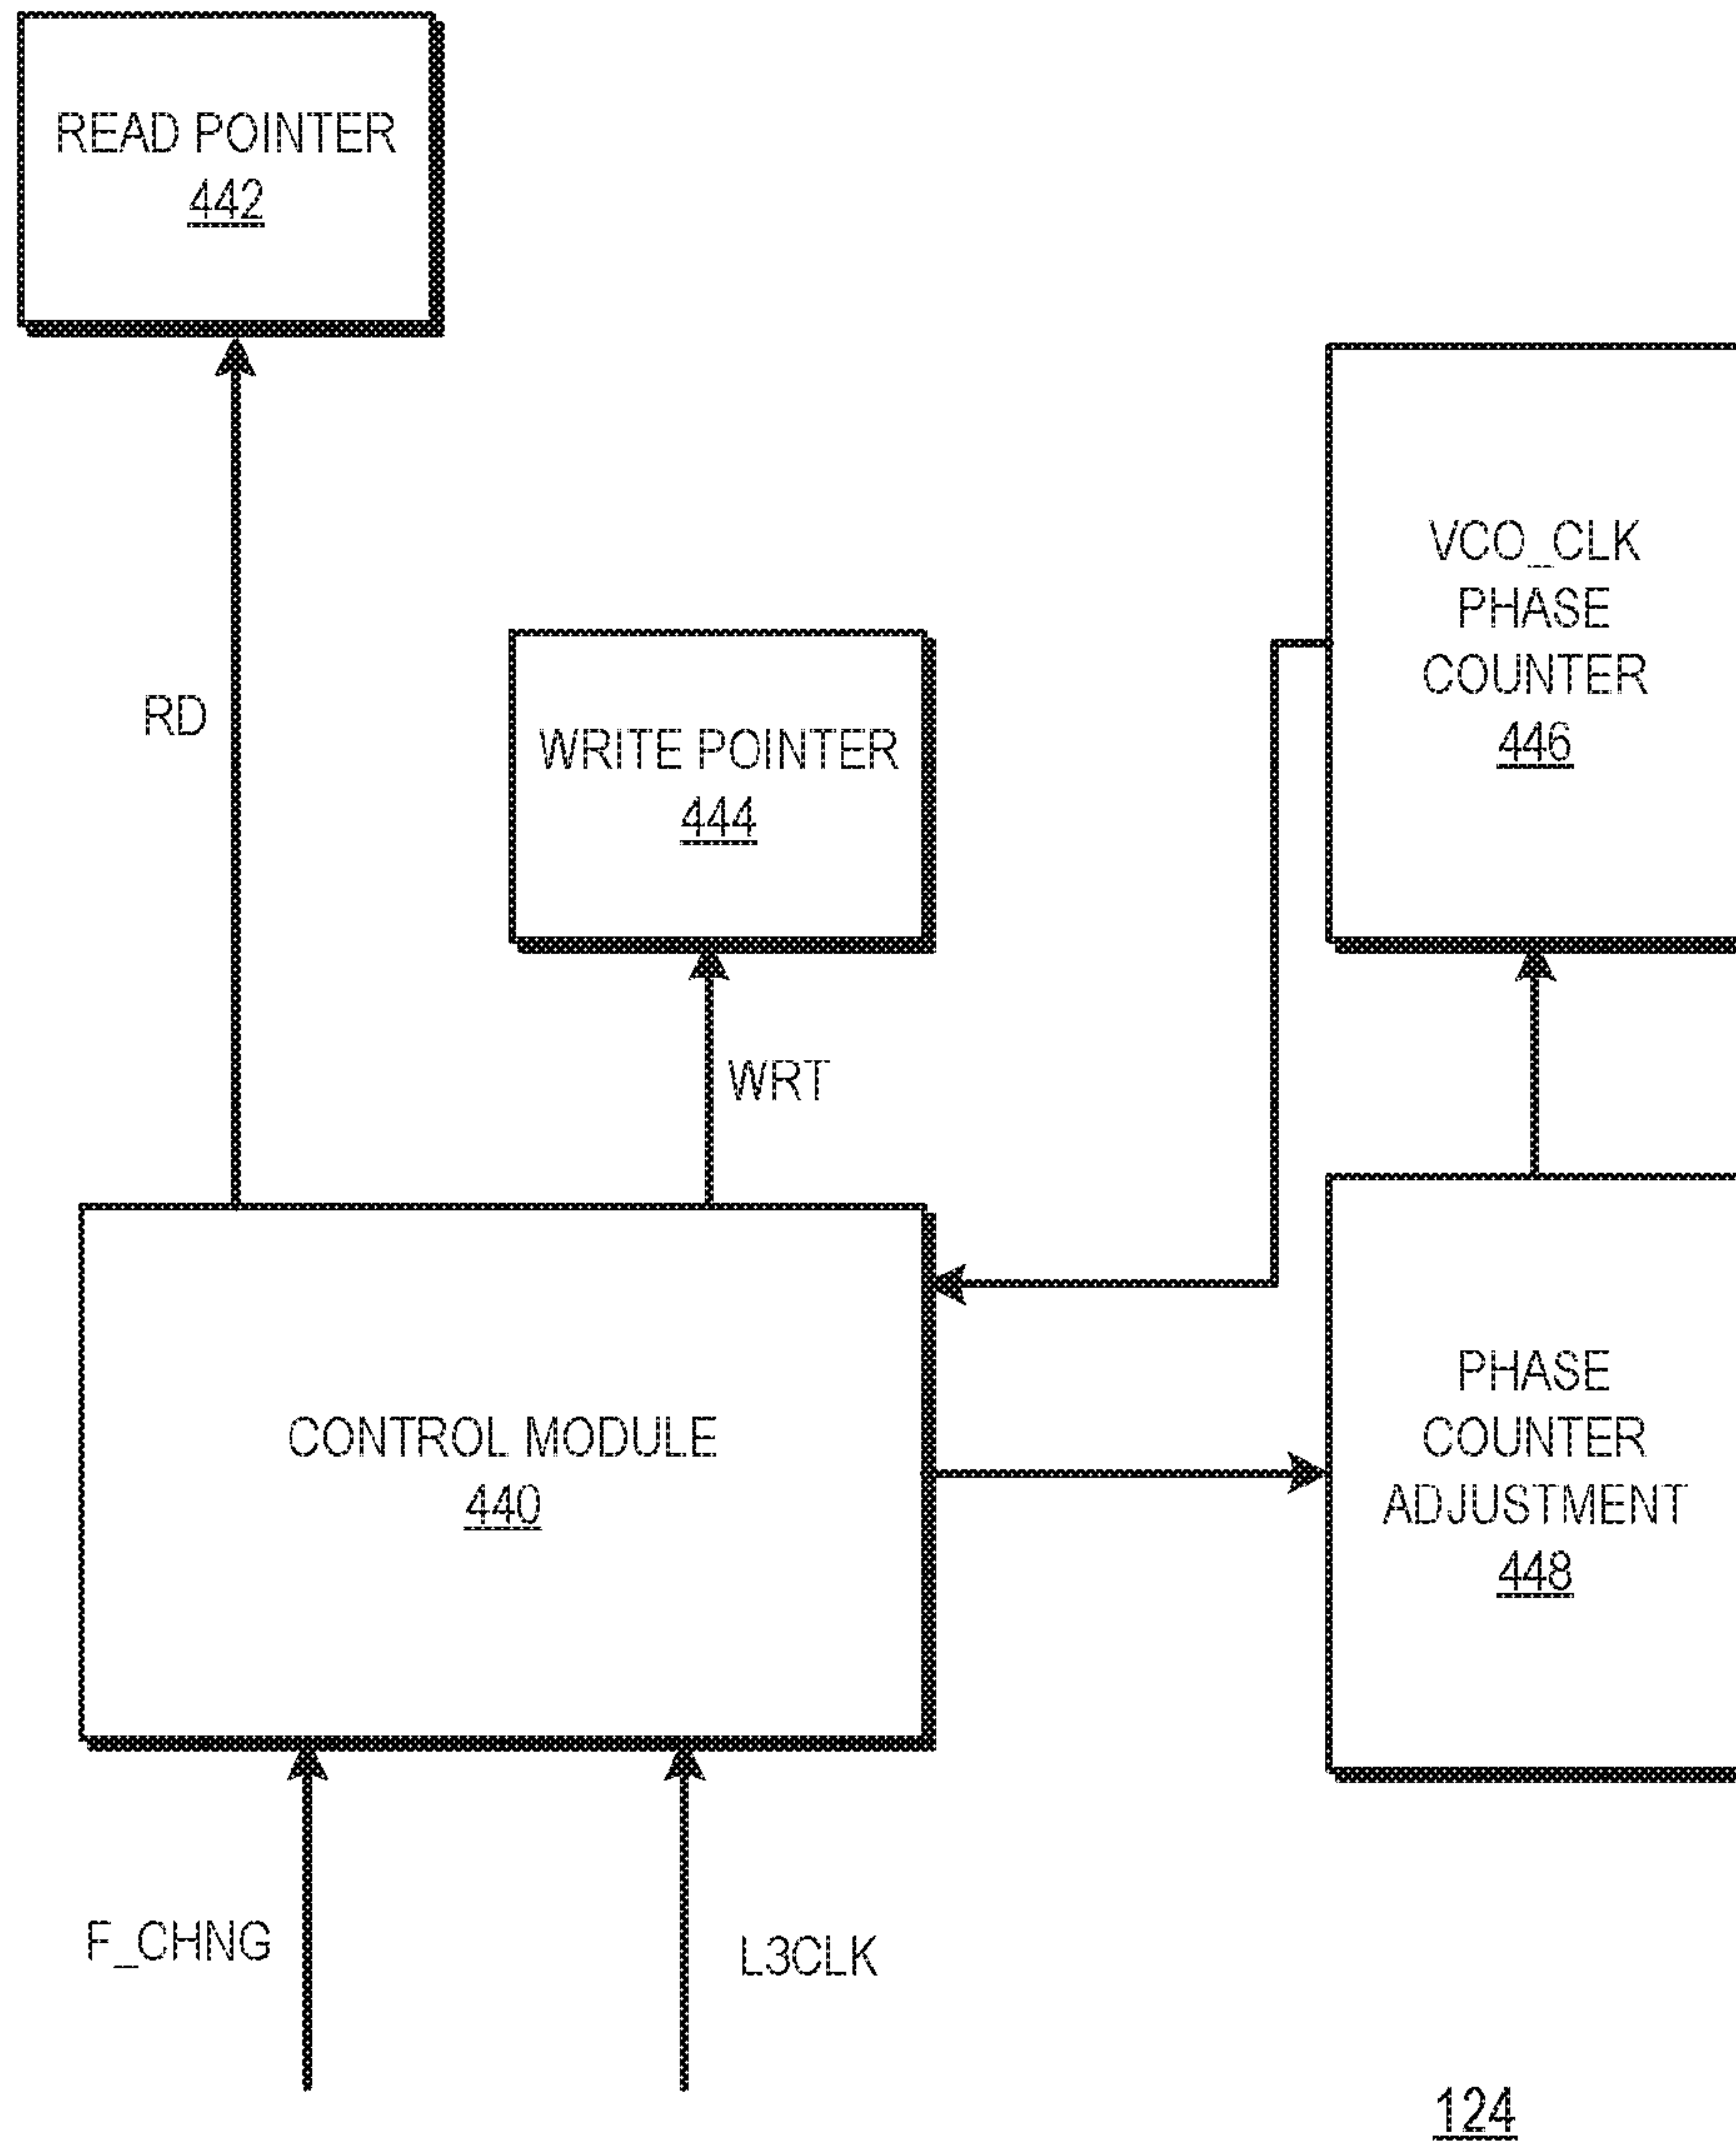 READ POINTER
442
VCO_CLK
PHASE
COUNTER
446
RD
WRITE POINTER
444
WRT
PHASE
COUNTER
ADJUSTMENT
448
CONTROL MODULE
440
F_CHNG
L3CLK
124